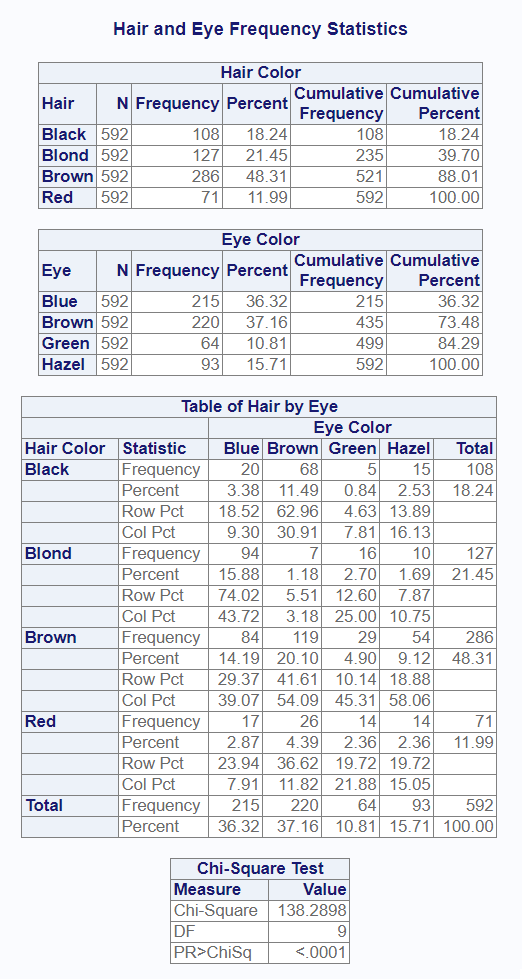 Hair and Eye Frequency Statistics
Hair Color
Hair N Frequency Percent Cumulative Frequency Cumulative Percent
Black 592 108 18.24 108 18.24
Blond 592 127 21.45 235 39.70
Brown 592 286 48.31 521 88.01
Red 592 71 11.99 592 100.00
Eye Color
Eye N Frequency Percent Cumulative Frequency Cumulative Percent
Blue 592 215 36.32 215 36.32
Brown 592 220 37.16 435 73.48
Green 592 64 10.81 499 84.29
Hazel 592 93 15.71 592 100.00
Table of Hair by Eye
Eye Color
Hair Color Statistic Blue Brown Green Hazel Total
Black Frequency 20 68 5 15 108
Percent 3.38 11.49 0.84 2.53 18.24
Row Pct 18.52 62.96 4.63 13.89
Col Pct 9.30 30.91 7.81 16.13
Blond Frequency 94 7 16 10 127
Percent 15.88 1.18 2.70 1.69 21.45
Row Pct 74.02 5.51 12.60 7.87
Col Pct 43.72 3.18 25.00 10.75
Brown Frequency 84 119 29 54 286
Percent 14.19 20.10 4.90 9.12 48.31
Row Pct 29.37 41.61 10.14 18.88
Col Pct 39.07 54.09 45.31 58.06
Red Frequency 17 26 14 14 71
Percent 2.87 4.39 2.36 2.36 11.99
Row Pct 23.94 36.62 19.72 19.72
Col Pct 7.91 11.82 21.88 15.05
Total Frequency 215 220 64 93 592
Percent 36.32 37.16 10.81 15.71 100.00
Chi-Square Test
Measure Value
Chi-Square 138.2898
DF 9
PR>ChiSq <.0001